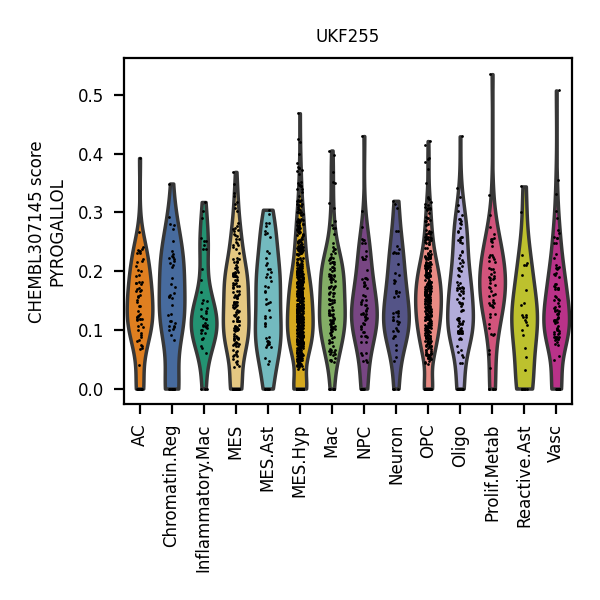 UKF255
CHEMBL307145 score
PYROGALLOL
0.5
0.4
0.3
0.2
0.1
0.0
AC
Chromatin.Reg
Inflammatory.Mac
MES
MES.Ast
MES.Hyp
Mac
NPC
Neuron
OPC
Oligo
Prolif.Metab
Reactive.Ast
Vasc